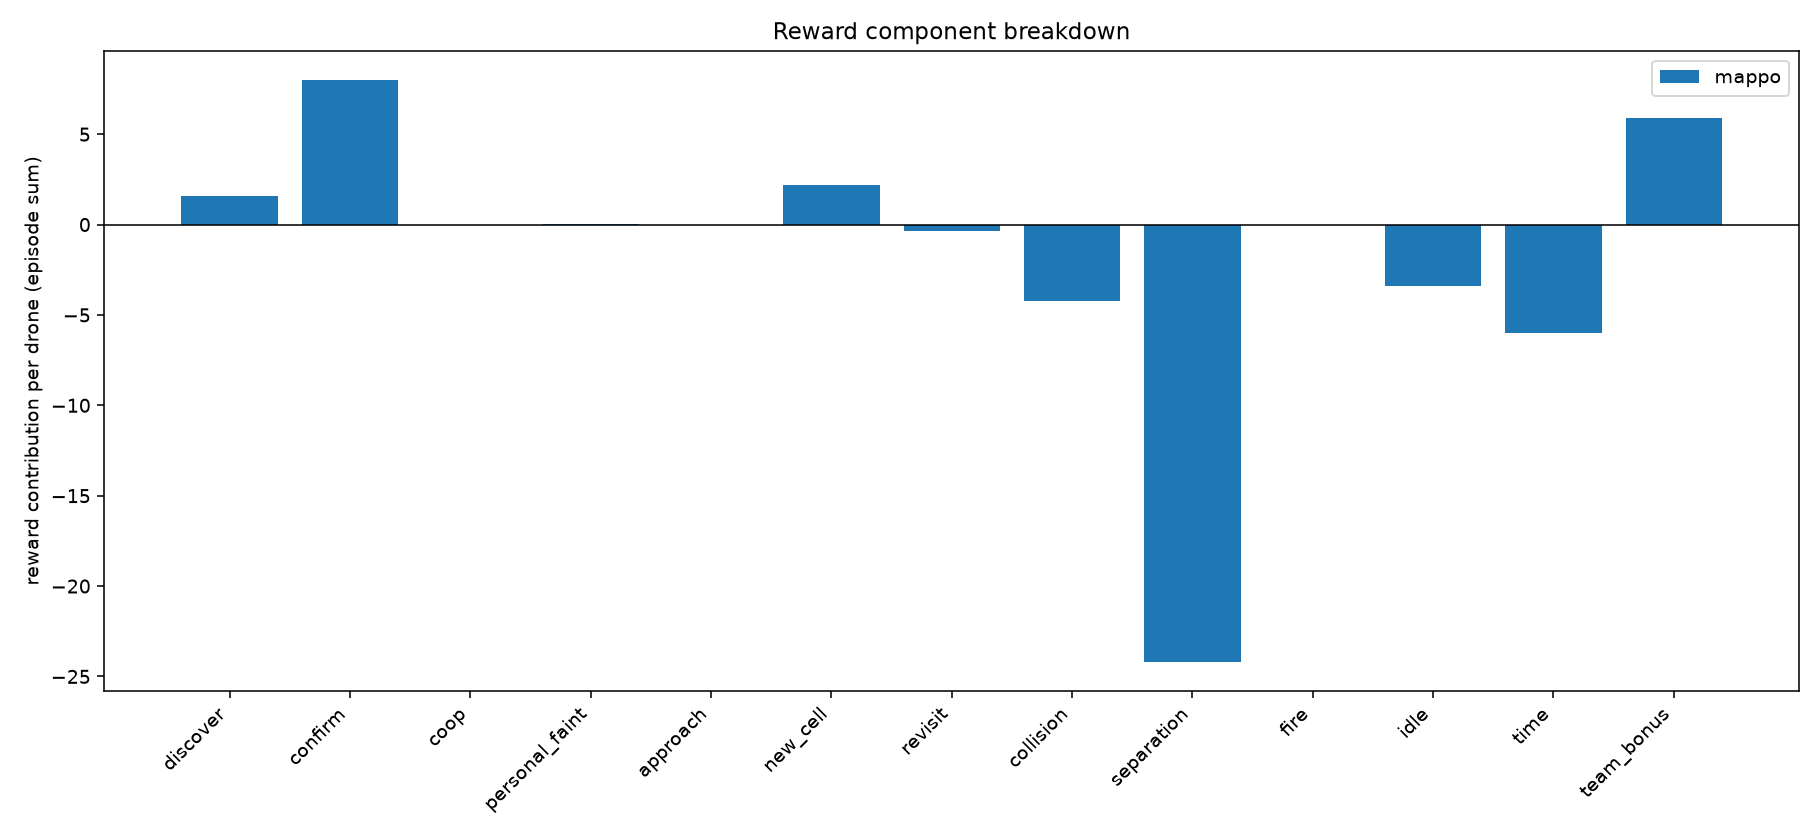 Reward component breakdown
mappo
reward contribution per drone (episode sum)
5
0
−5
−10
−15
−20
−25
discover
confirm
coop
personal_faint
approach
new_cell
revisit
collision
separation
fire
idle
time
team_bonus